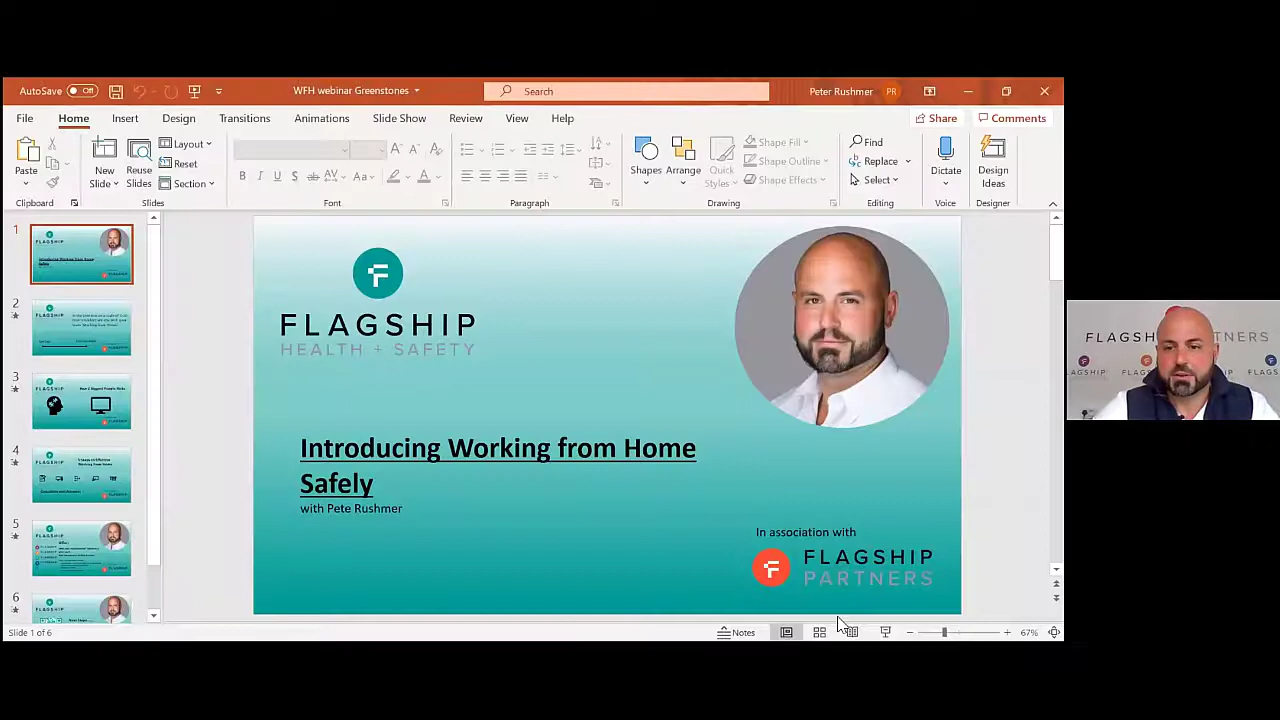 AutoSave Off
WFH webinar Greenstones
Search
Peter Rushmer PR
File Home Insert Design Transitions Animations Slide Show Review View Help
Share Comments
Paste
New
Slide
Reuse
Slides
Layout
Reset
Section
B I U S ab AV Aa A
Shapes
Arrange
Quick
Styles
Shape Fill
Shape Outline
Shape Effects
Find
Replace
Select
Dictate
Design
Ideas
Clipboard Slides Font Paragraph Drawing Editing Voice Designer
1
2
3
4
5
6
FLAGSHIP
HEALTH + SAFETY
Introducing Working from Home
Safely
with Pete Rushmer
In association with
FLAGSHIP
PARTNERS
Slide 1 of 6
Notes
67%